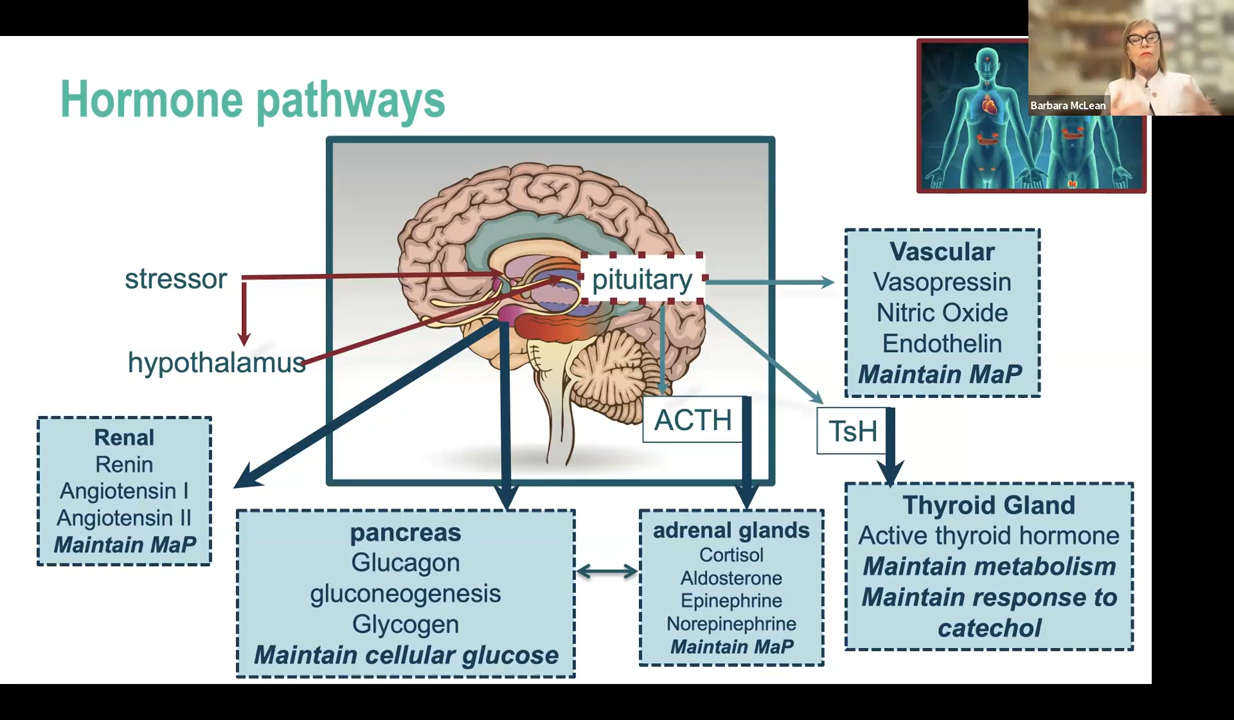 Barbara McLean
Hormone pathways
stressor
hypothalamus
pituitary
ACTH
TsH
Vascular
Vasopressin
Nitric Oxide
Endothelin
Maintain MaP
Renal
Renin
Angiotensin I
Angiotensin II
Maintain MaP
pancreas
Glucagon
gluconeogenesis
Glycogen
Maintain cellular glucose
adrenal glands
Cortisol
Aldosterone
Epinephrine
Norepinephrine
Maintain MaP
Thyroid Gland
Active thyroid hormone
Maintain metabolism
Maintain response to
catechol